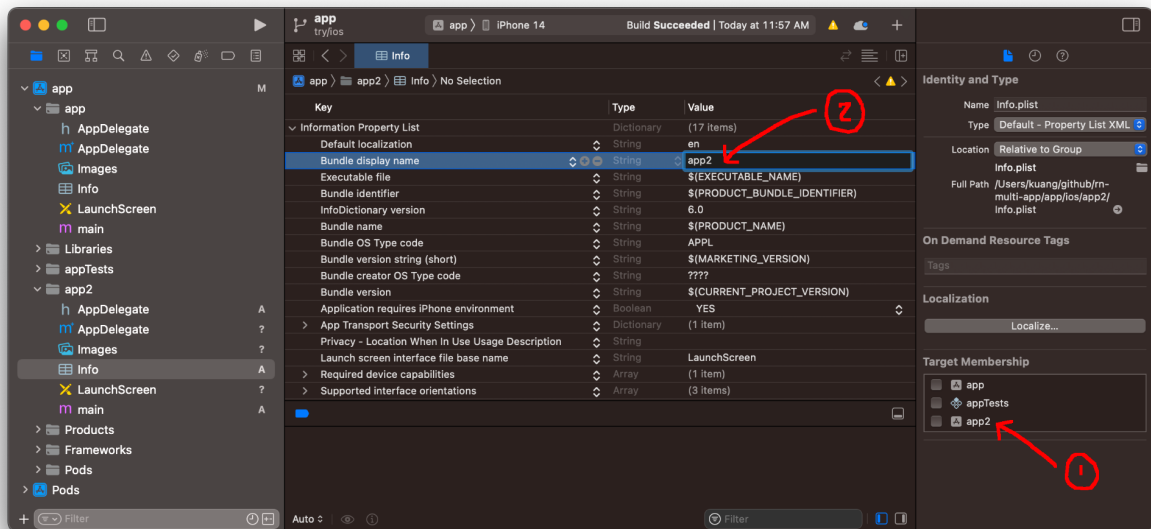 app
try/ios
app
iPhone 14
Build Succeeded | Today at 11:57 AM
Info
app
app2
Info
No Selection
app
M
app
h AppDelegate
m AppDelegate
Images
Info
LaunchScreen
m main
Libraries
appTests
app2
h AppDelegate A
m AppDelegate ?
Images ?
Info A
LaunchScreen ?
m main A
Products
Frameworks
Pods
Pods
Filter
Key Type Value
Information Property List Dictionary (17 items)
Default localization String en
Bundle display name String app2
Executable file String $(EXECUTABLE_NAME)
Bundle identifier String $(PRODUCT_BUNDLE_IDENTIFIER)
InfoDictionary version String 6.0
Bundle name String $(PRODUCT_NAME)
Bundle OS Type code String APPL
Bundle version string (short) String $(MARKETING_VERSION)
Bundle creator OS Type code String ????
Bundle version String $(CURRENT_PROJECT_VERSION)
Application requires iPhone environment Boolean YES
App Transport Security Settings Dictionary (1 item)
Privacy - Location When In Use Usage Description String
Launch screen interface file base name String LaunchScreen
Required device capabilities Array (1 item)
Supported interface orientations Array (3 items)
2
Auto
Filter
Identity and Type
Name Info.plist
Type Default - Property List XML
Location Relative to Group
Info.plist
Full Path /Users/kuang/github/rn-
multi-app/app/ios/app2/
Info.plist
On Demand Resource Tags
Tags
Localization
Localize...
Target Membership
app
appTests
app2
1